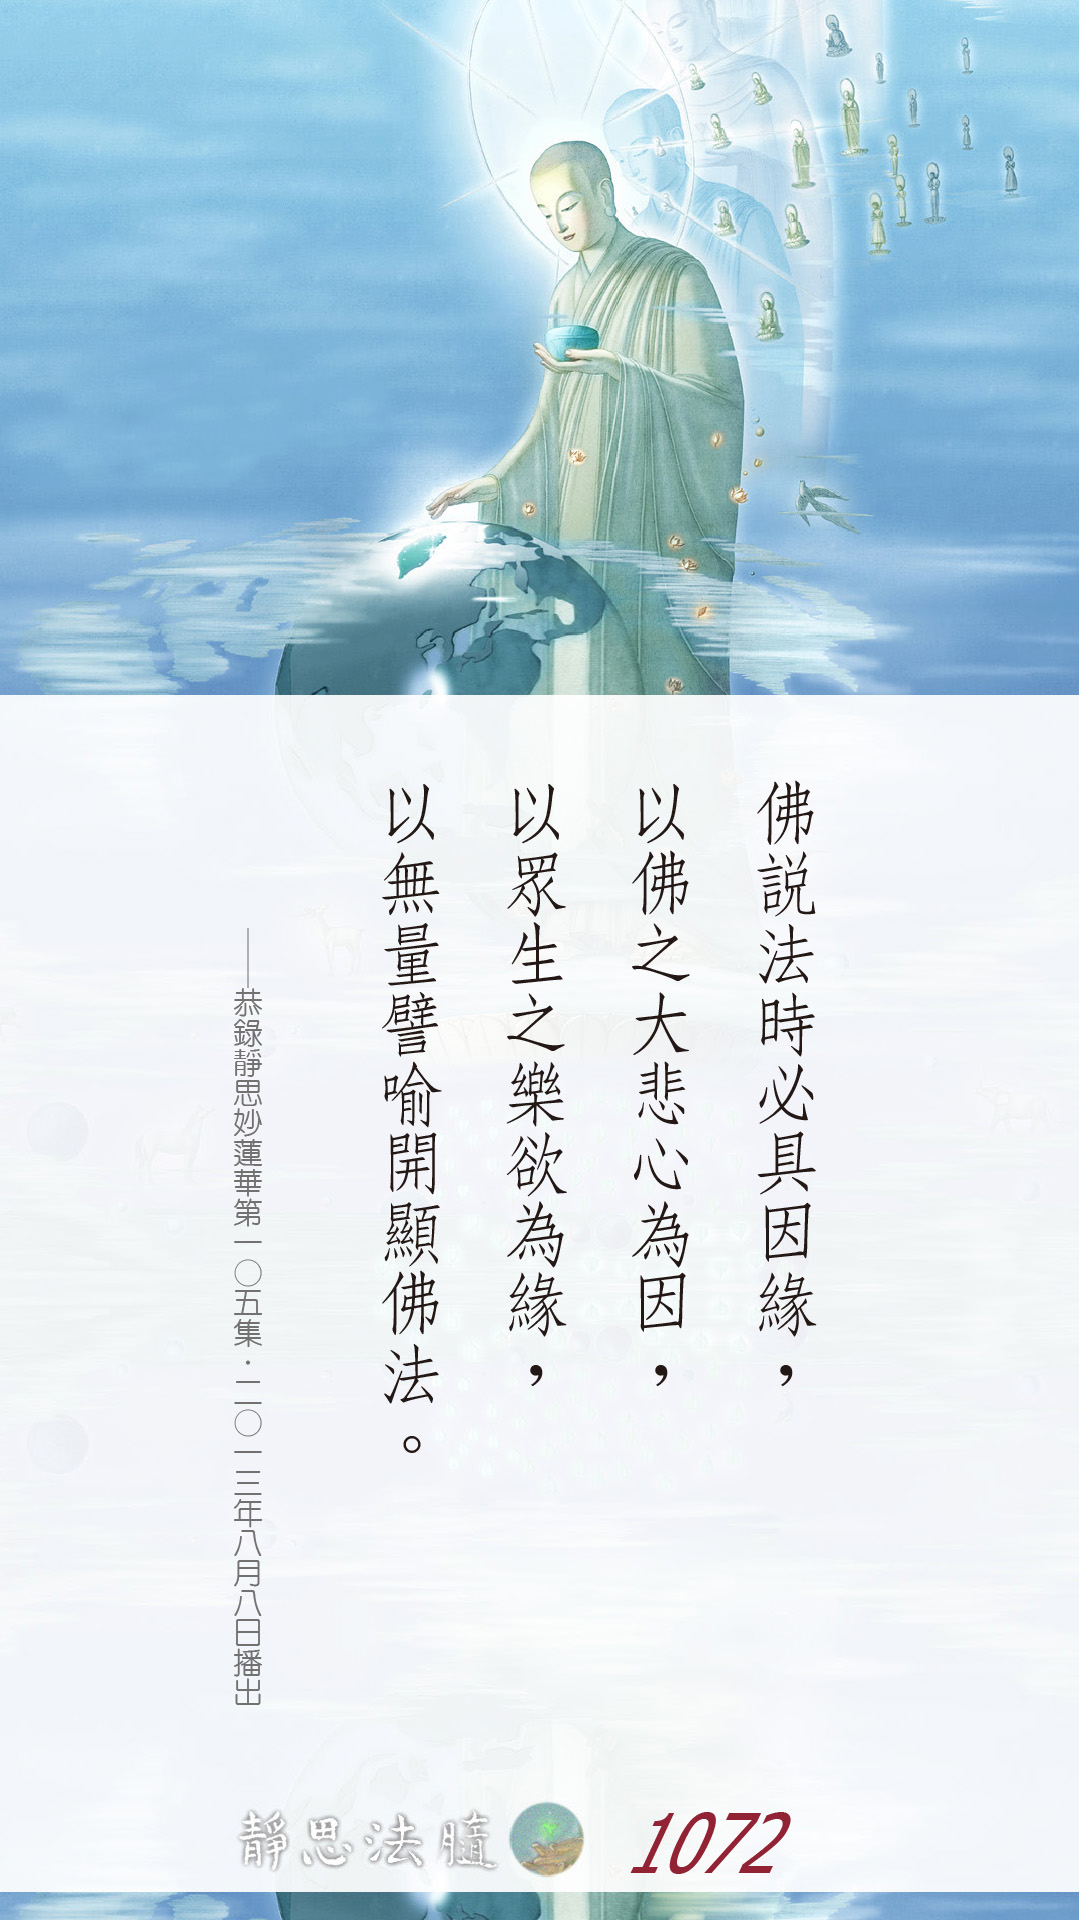 佛説法時必具因緣，
以佛之大悲心為因，
以眾生之樂欲為緣，
以無量譬喻開顯佛法。
——恭錄靜思妙蓮華第一〇五集．二〇一三年八月八日播出
靜思法髓
1072